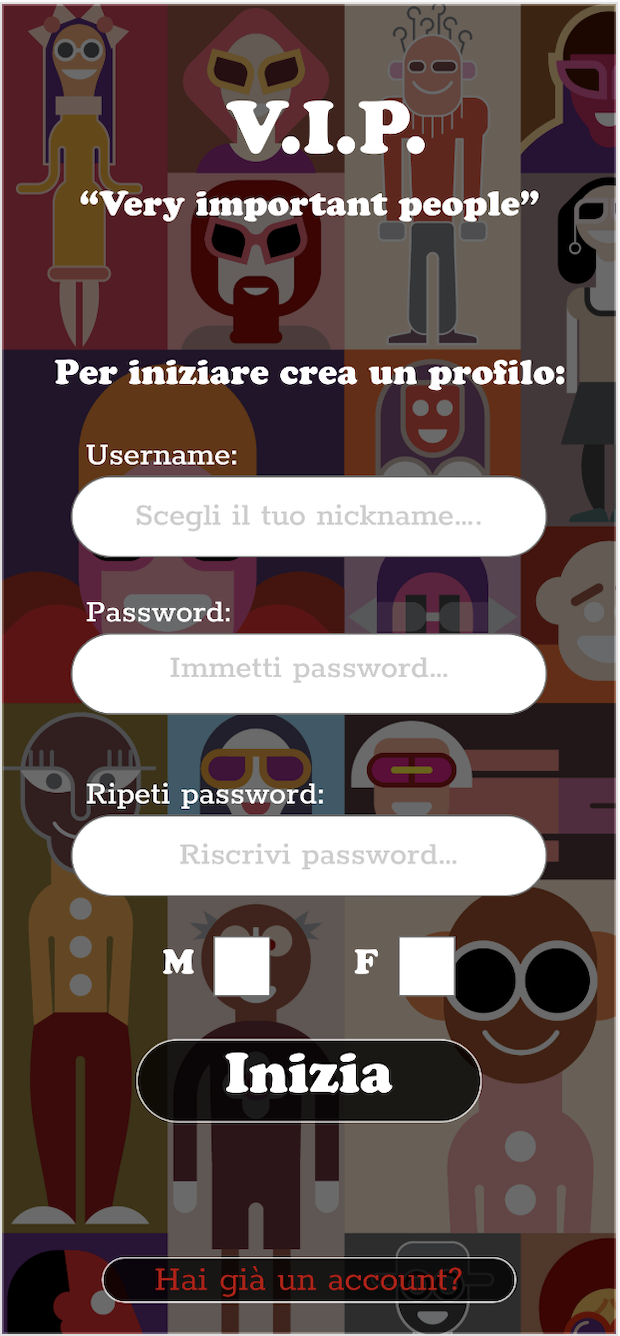 V.I.P.
“Very important people”
Per iniziare crea un profilo:
Username:
Scegli il tuo nickname....
Password:
Immetti password...
Ripeti password:
Riscrivi password...
M F
Inizia
Hai già un account?